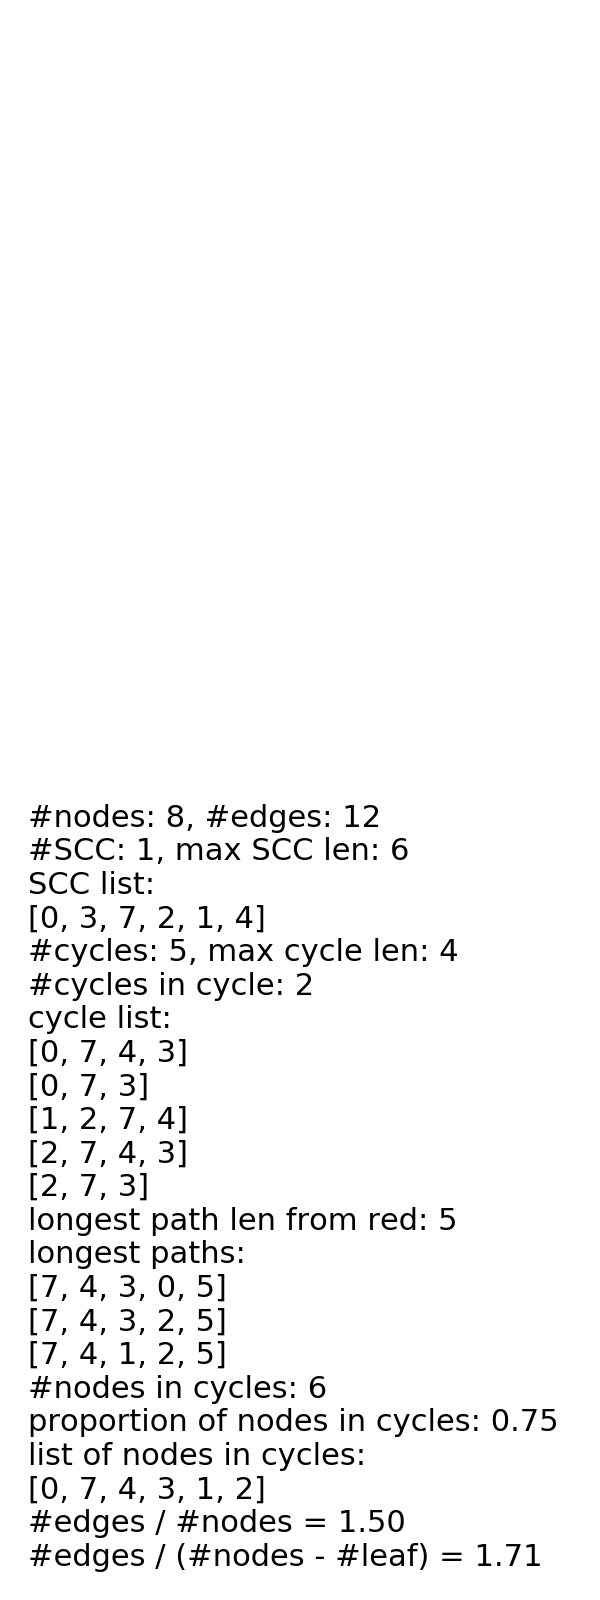 #nodes: 8, #edges: 12
#SCC: 1, max SCC len: 6
SCC list:
[0, 3, 7, 2, 1, 4]
#cycles: 5, max cycle len: 4
#cycles in cycle: 2
cycle list:
[0, 7, 4, 3]
[0, 7, 3]
[1, 2, 7, 4]
[2, 7, 4, 3]
[2, 7, 3]
longest path len from red: 5
longest paths:
[7, 4, 3, 0, 5]
[7, 4, 3, 2, 5]
[7, 4, 1, 2, 5]
#nodes in cycles: 6
proportion of nodes in cycles: 0.75
list of nodes in cycles:
[0, 7, 4, 3, 1, 2]
#edges / #nodes = 1.50
#edges / (#nodes - #leaf) = 1.71